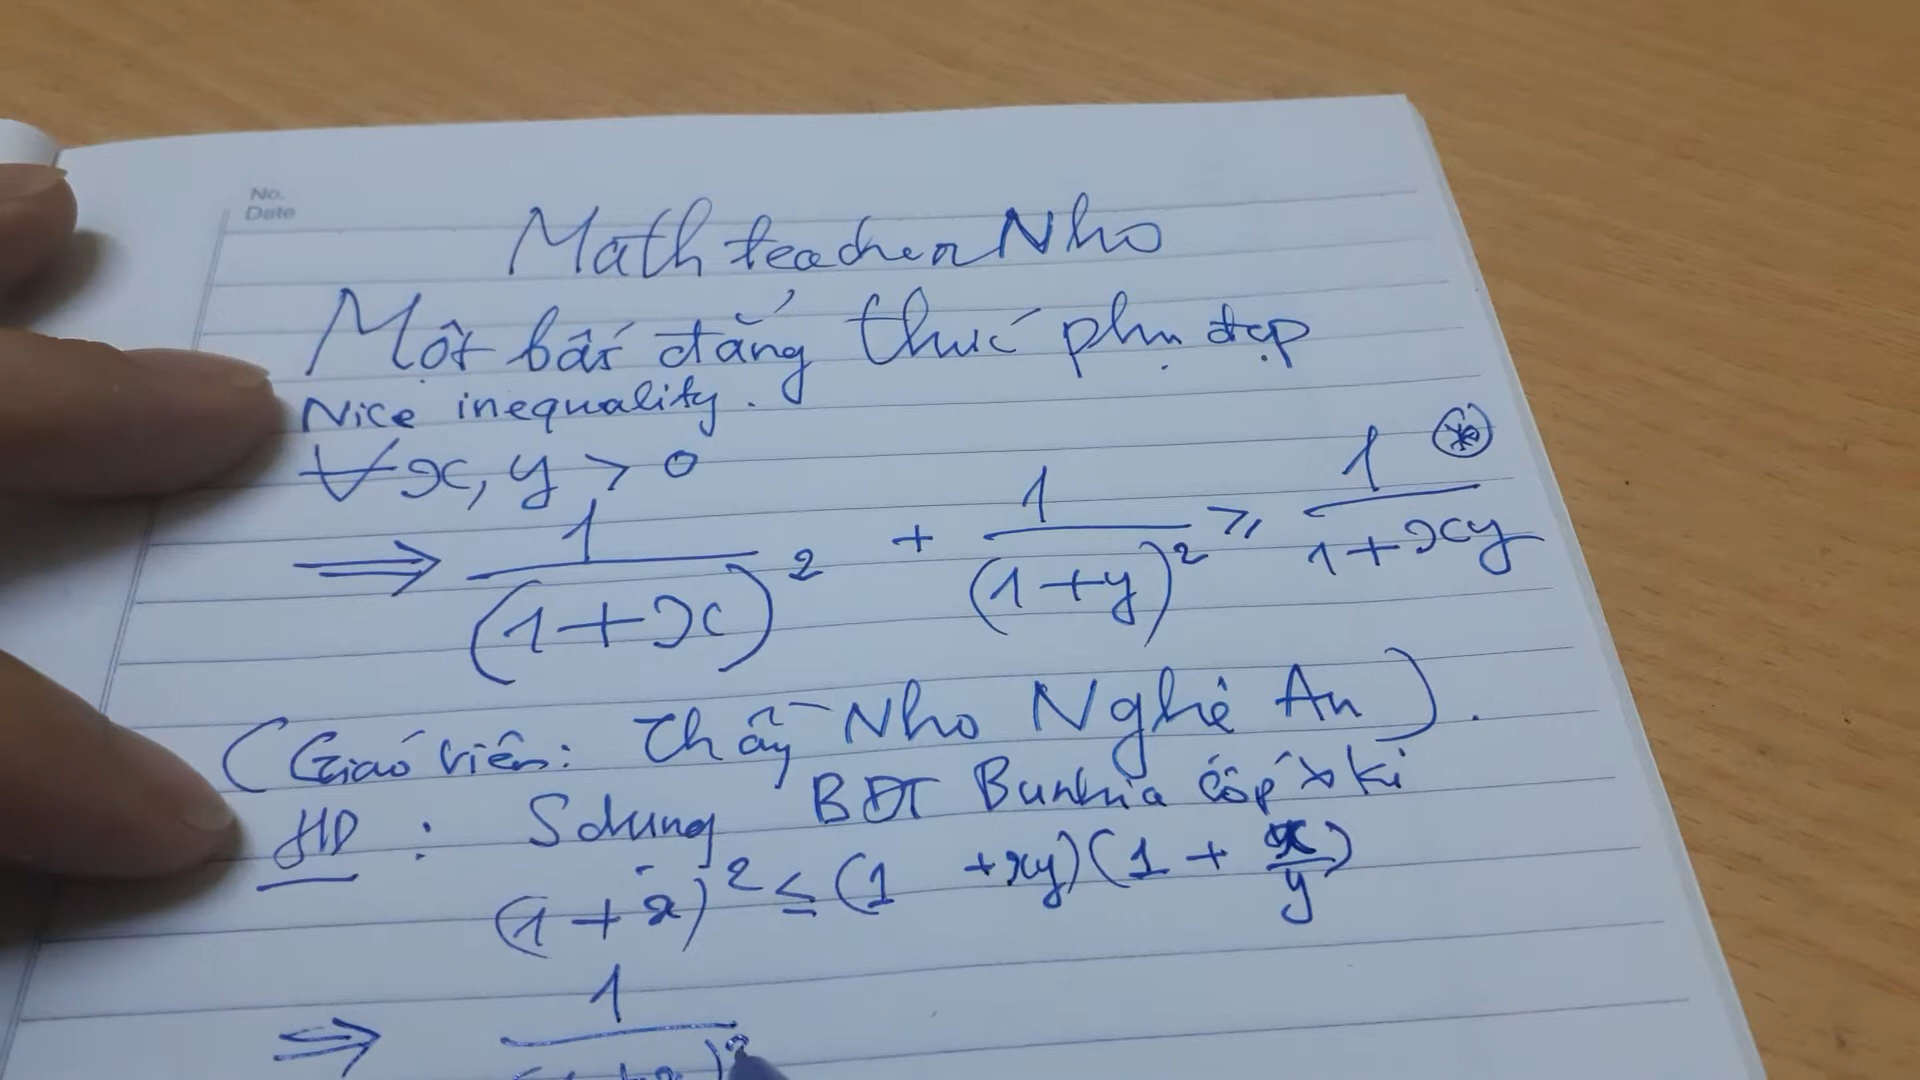 No.
Date
Math teacher Nho
Một bất đẳng thức phụ đẹp
Nice inequality.
∀ x, y > 0
⟹ 1/(1+x)² + 1/(1+y)² ≥ 1/(1+xy) ⊛
(Giáo viên: Thầy Nho Nghệ An).
HD : Sdụng BĐT Bunhia Cốp xki
(1+x)² ≤ (1 +xy)(1 + x/y)
⟹ 1